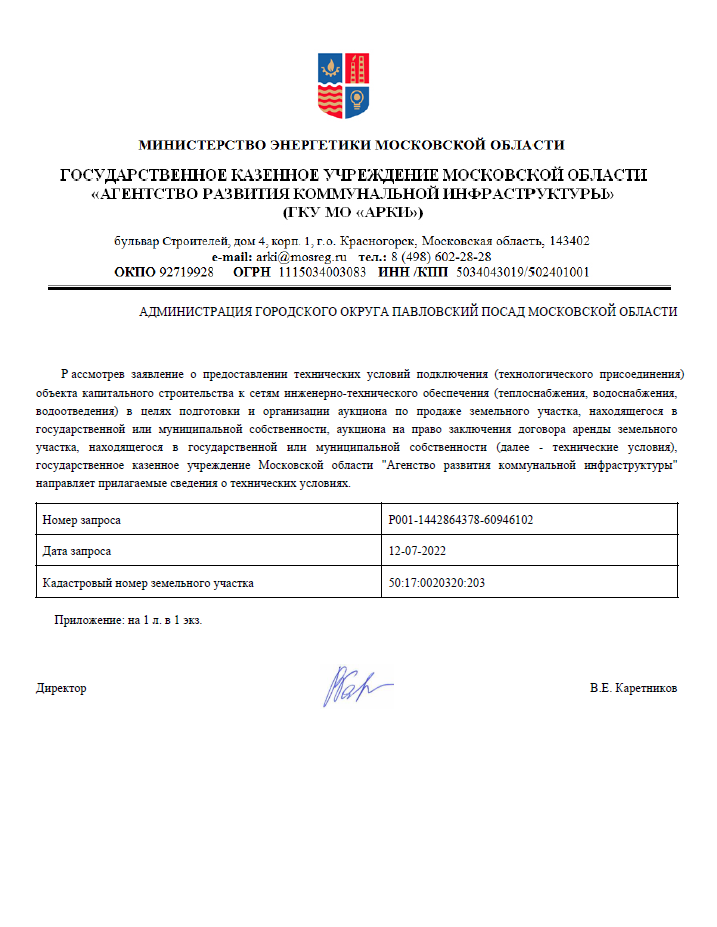 МИНИСТЕРСТВО ЭНЕРГЕТИКИ МОСКОВСКОЙ ОБЛАСТИ
ГОСУДАРСТВЕННОЕ КАЗЕННОЕ УЧРЕЖДЕНИЕ МОСКОВСКОЙ ОБЛАСТИ
«АГЕНТСТВО РАЗВИТИЯ КОММУНАЛЬНОЙ ИНФРАСТРУКТУРЫ»
(ГКУ МО «АРКИ»)
бульвар Строителей, дом 4, корп. 1, г.о. Красногорск, Московская область, 143402
e-mail: arki@mosreg.ru тел.: 8 (498) 602-28-28
ОКПО 92719928 ОГРН 1115034003083 ИНН /КПП 5034043019/502401001
АДМИНИСТРАЦИЯ ГОРОДСКОГО ОКРУГА ПАВЛОВСКИЙ ПОСАД МОСКОВСКОЙ ОБЛАСТИ
Рассмотрев заявление о предоставлении технических условий подключения (технологического присоединения)
объекта капитального строительства к сетям инженерно-технического обеспечения (теплоснабжения, водоснабжения,
водоотведения) в целях подготовки и организации аукциона по продаже земельного участка, находящегося в
государственной или муниципальной собственности, аукциона на право заключения договора аренды земельного
участка, находящегося в государственной или муниципальной собственности (далее - технические условия),
государственное казенное учреждение Московской области "Агенство развития коммунальной инфраструктуры"
направляет прилагаемые сведения о технических условиях.
Номер запроса P001-1442864378-60946102
Дата запроса 12-07-2022
Кадастровый номер земельного участка 50:17:0020320:203
Приложение: на 1 л. в 1 экз.
Директор В.Е. Каретников